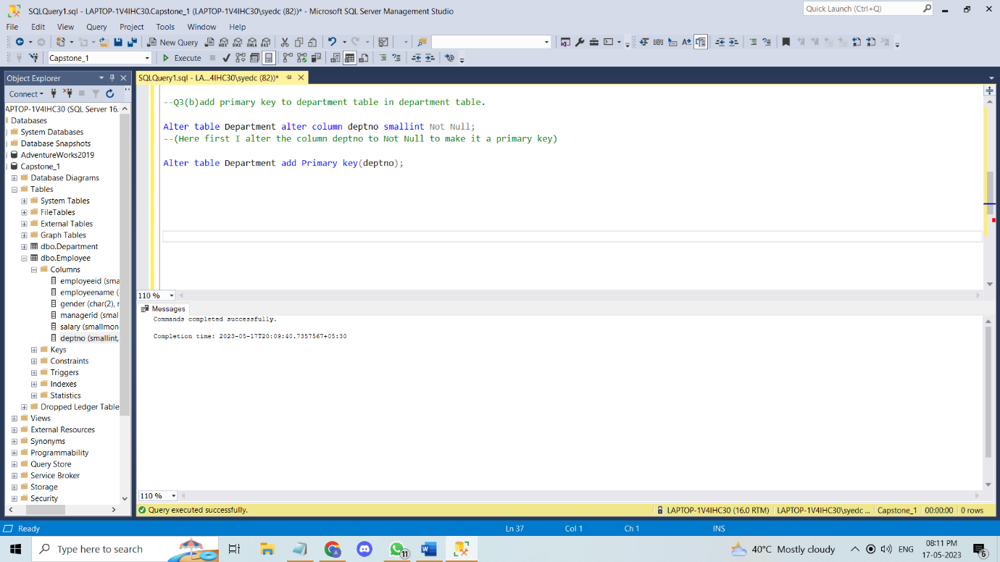 SQLQuery1.sql - LAPTOP-1V4IHC30.Capstone_1 (LAPTOP-1V4IHC30\syedc (82))* - Microsoft SQL Server Management Studio
Quick Launch (Ctrl+Q)
File Edit View Query Project Tools Window Help
New Query
Capstone_1
Execute
Object Explorer
SQLQuery1.sql - LA...4IHC30\syedc (82))*
Connect
APTOP-1V4IHC30 (SQL Server 16.
Databases
System Databases
Database Snapshots
AdventureWorks2019
Capstone_1
Database Diagrams
Tables
System Tables
FileTables
External Tables
Graph Tables
dbo.Department
dbo.Employee
Columns
employeeid (sma
employeename (
gender (char(2), r
managerid (smal
salary (smallmon
deptno (smallint,
Keys
Constraints
Triggers
Indexes
Statistics
Dropped Ledger Table
Views
External Resources
Synonyms
Programmability
Query Store
Service Broker
Storage
Security
--Q3(b)add primary key to department table in department table.
Alter table Department alter column deptno smallint Not Null;
--(Here first I alter the column deptno to Not Null to make it a primary key)
Alter table Department add Primary key(deptno);
110 %
Messages
Commands completed successfully.
Completion time: 2023-05-17T20:09:40.7357567+05:30
110 %
Query executed successfully.
LAPTOP-1V4IHC30 (16.0 RTM) LAPTOP-1V4IHC30\syedc ... Capstone_1 00:00:00 0 rows
Ready
Ln 37 Col 1 Ch 1 INS
Type here to search
11
40°C Mostly cloudy
ENG
08:11 PM
17-05-2023
6